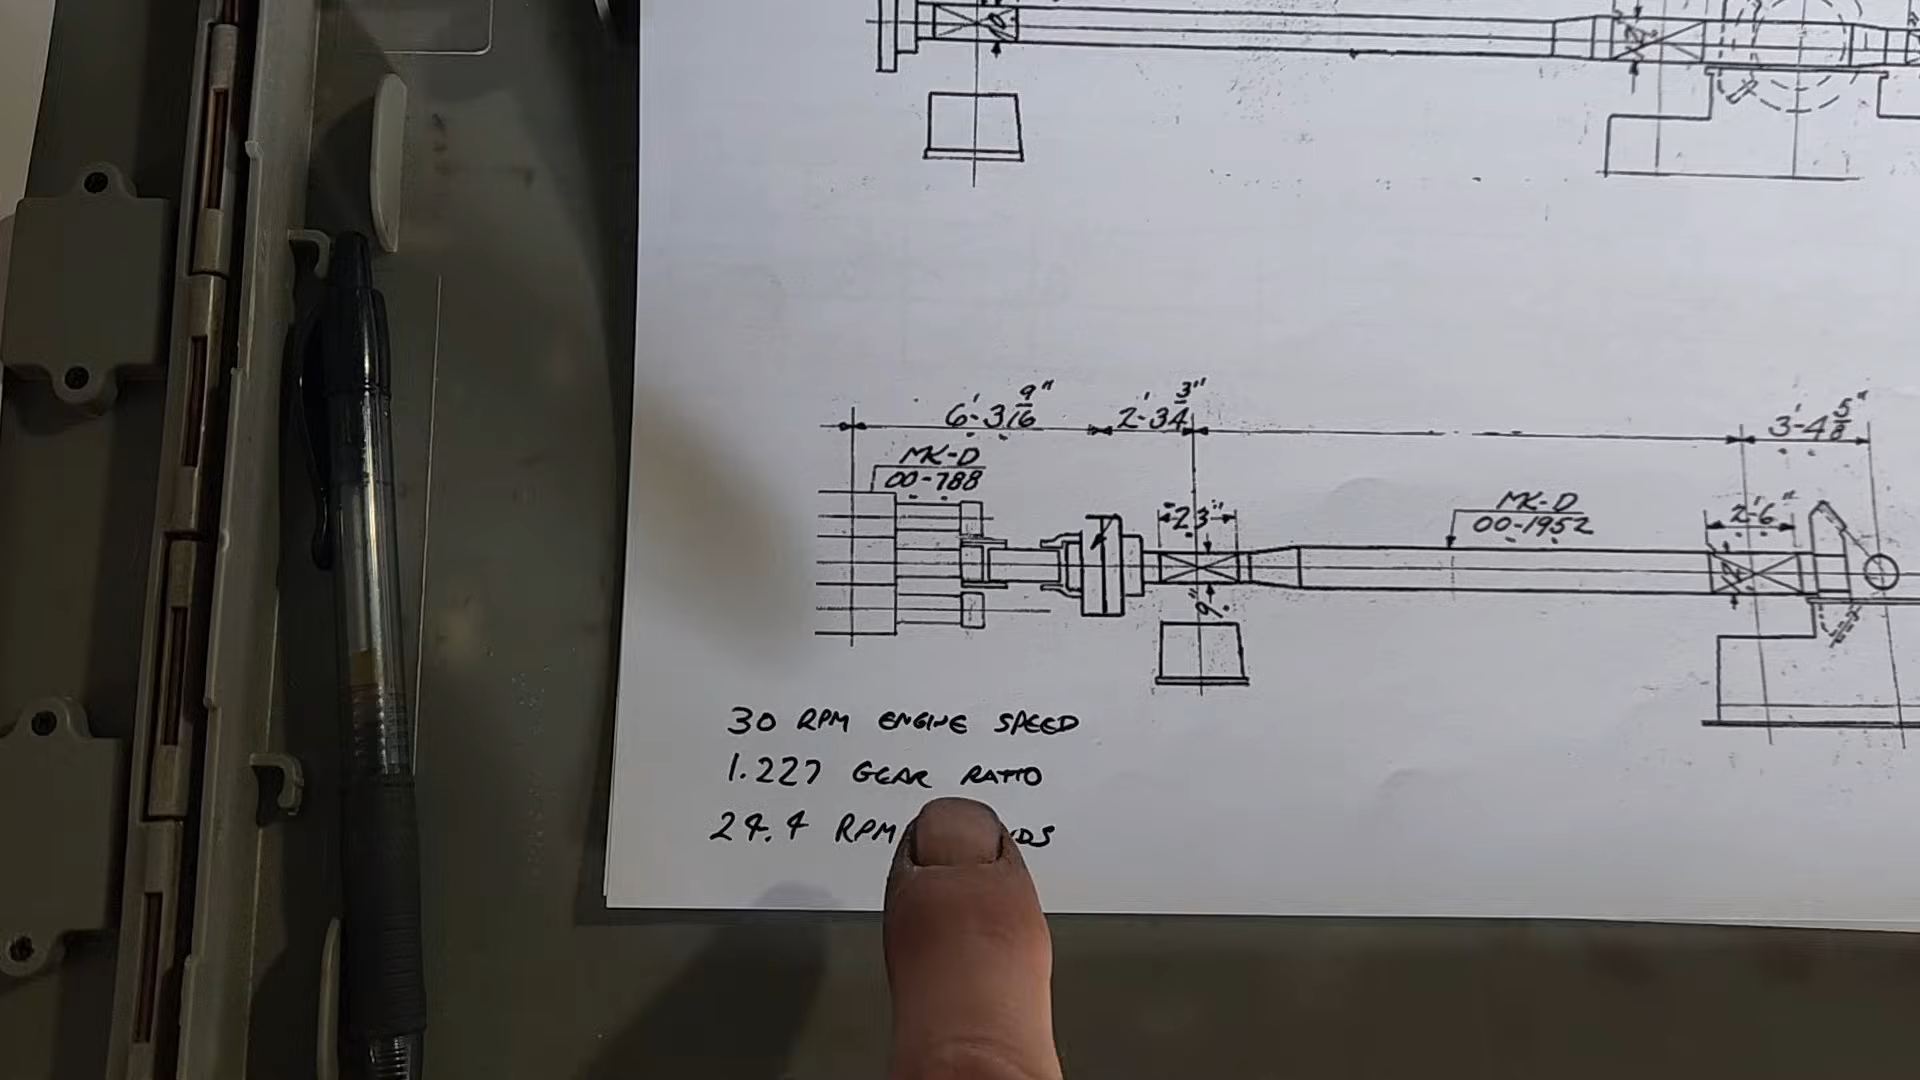 6'-3 9/16" 2'-3 3/4" 3'-4 5/8"
MK-D
00-788
2'-3" MK-D 2'-6"
00-1952
9"
30 RPM ENGINE SPEED
1.227 GEAR RATIO
24.4 RPM